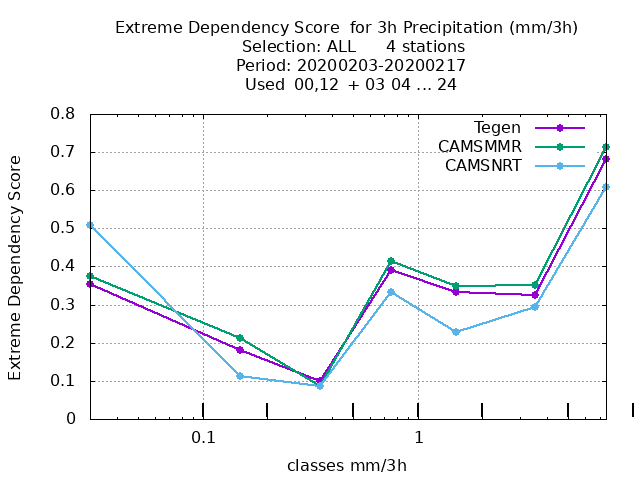 Extreme Dependency Score  for 3h Precipitation (mm/3h)
Selection: ALL      4 stations
Period: 20200203-20200217
Used  00,12  + 03 04 ... 24
Tegen
CAMSMMR
CAMSNRT
0.8
0.7
0.6
0.5
0.4
0.3
0.2
0.1
0
Extreme Dependency Score
0.1 1
classes mm/3h